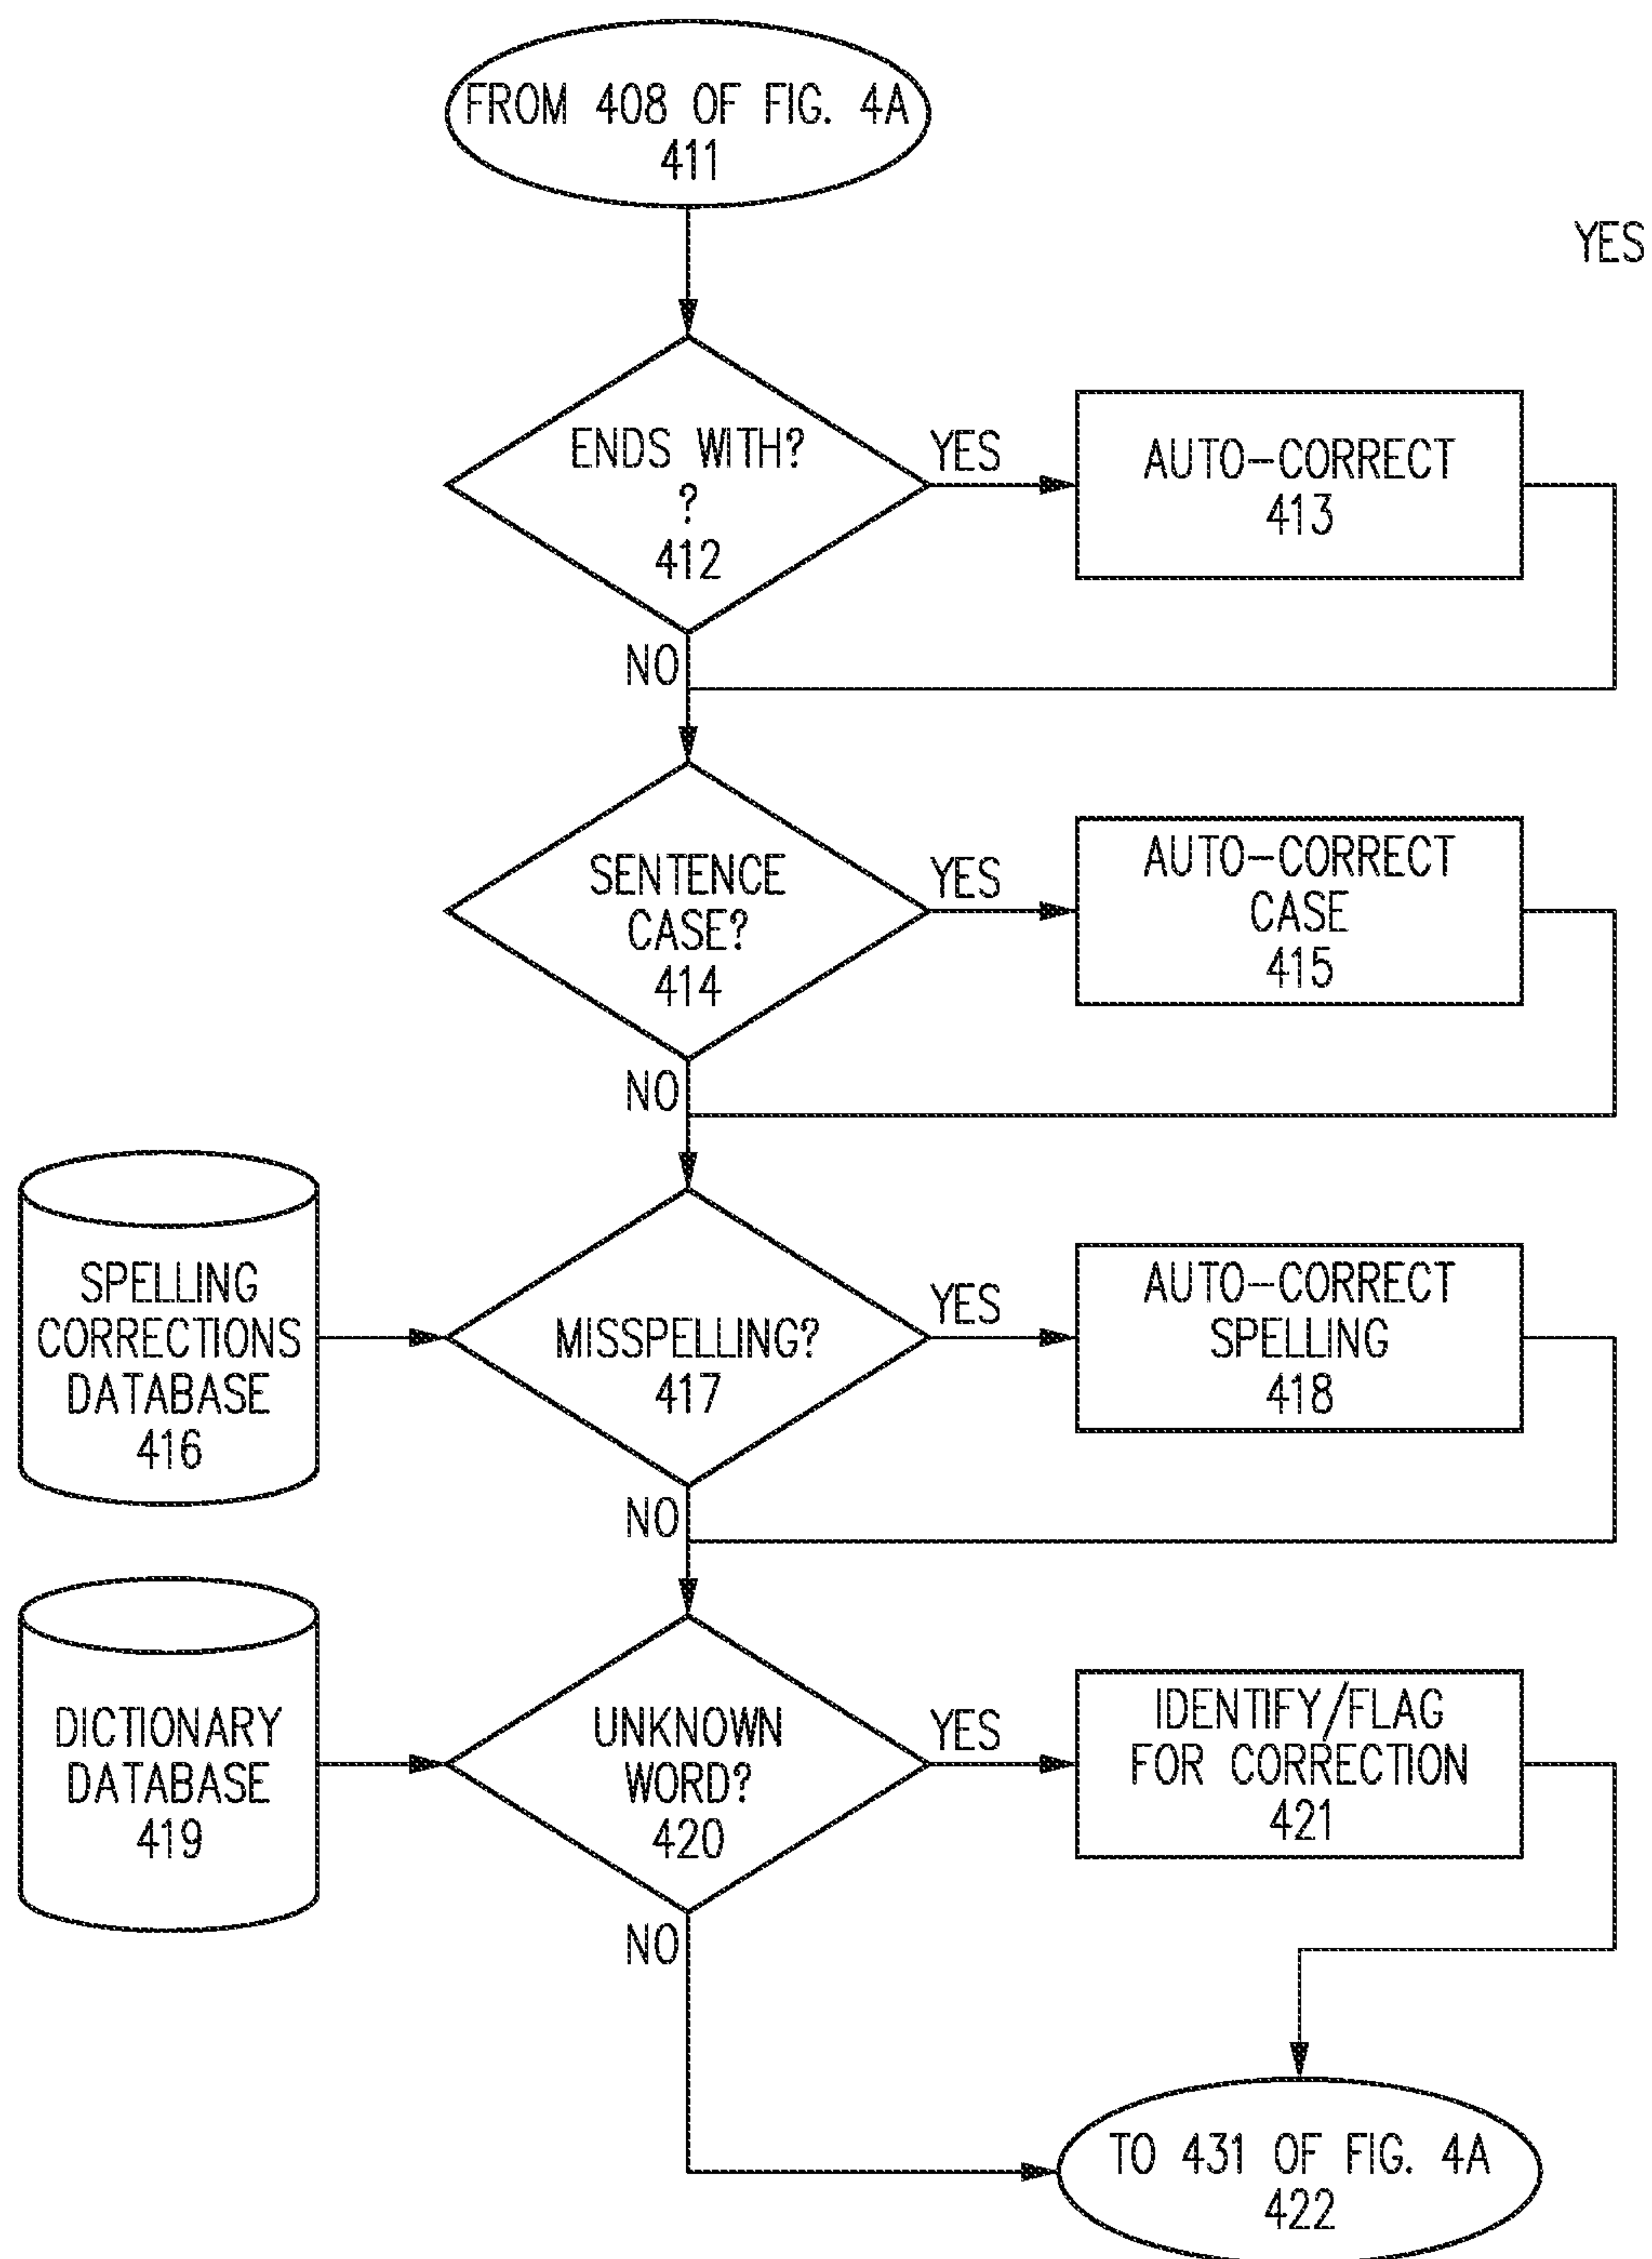 FROM 408 OF FIG. 4A
411
YES
ENDS WITH?
?
412
YES
AUTO-CORRECT
413
NO
SENTENCE
CASE?
414
YES
AUTO-CORRECT
CASE
415
NO
SPELLING
CORRECTIONS
DATABASE
416
MISSPELLING?
417
YES
AUTO-CORRECT
SPELLING
418
NO
DICTIONARY
DATABASE
419
UNKNOWN
WORD?
420
YES
IDENTIFY/FLAG
FOR CORRECTION
421
NO
TO 431 OF FIG. 4A
422